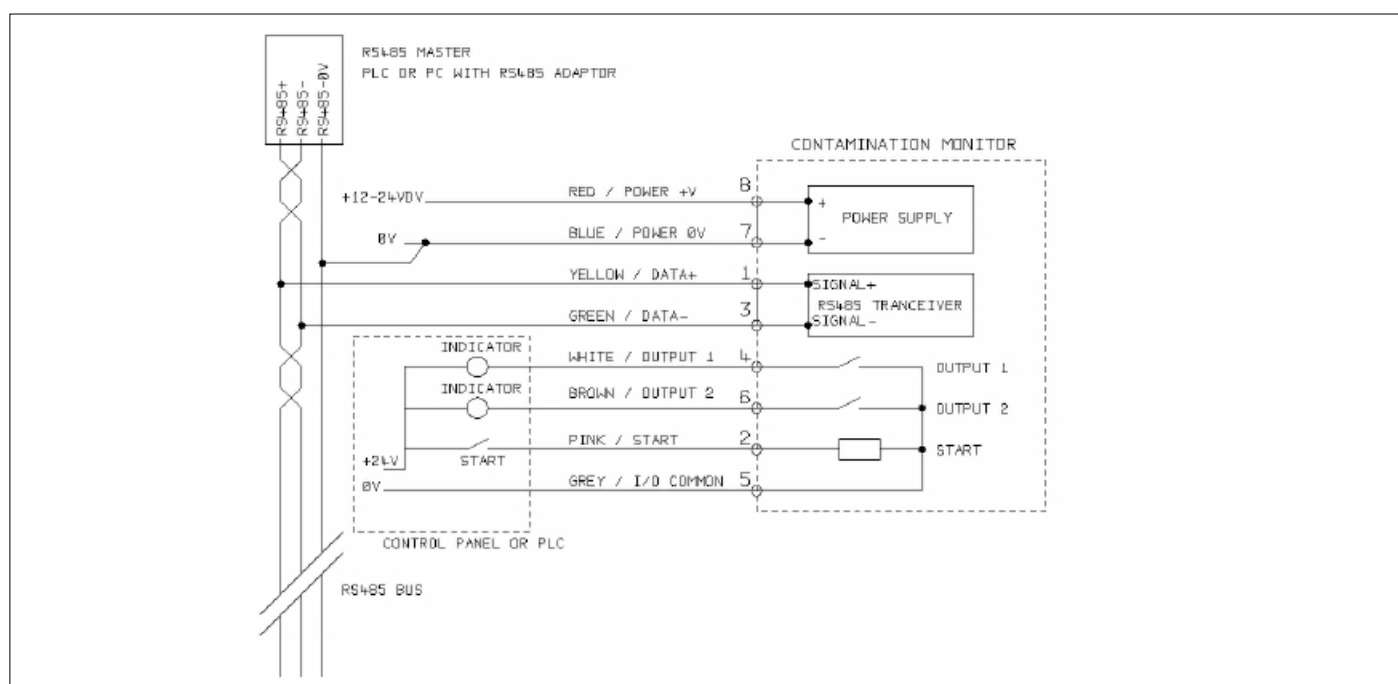 RS485 MASTER
PLC OR PC WITH RS485 ADAPTOR
RS485+
RS485-
RS485-0V
CONTAMINATION MONITOR
+12-24VDV
RED / POWER +V
8
+
POWER SUPPLY
0V
BLUE / POWER 0V
7
-
YELLOW / DATA+
1
SIGNAL+
RS485 TRANCEIVER
GREEN / DATA-
3
SIGNAL-
INDICATOR
WHITE / OUTPUT 1
4
OUTPUT 1
INDICATOR
BROWN / OUTPUT 2
6
OUTPUT 2
PINK / START
2
START
START
+24V
0V
GREY / I/O COMMON
5
CONTROL PANEL OR PLC
RS485 BUS